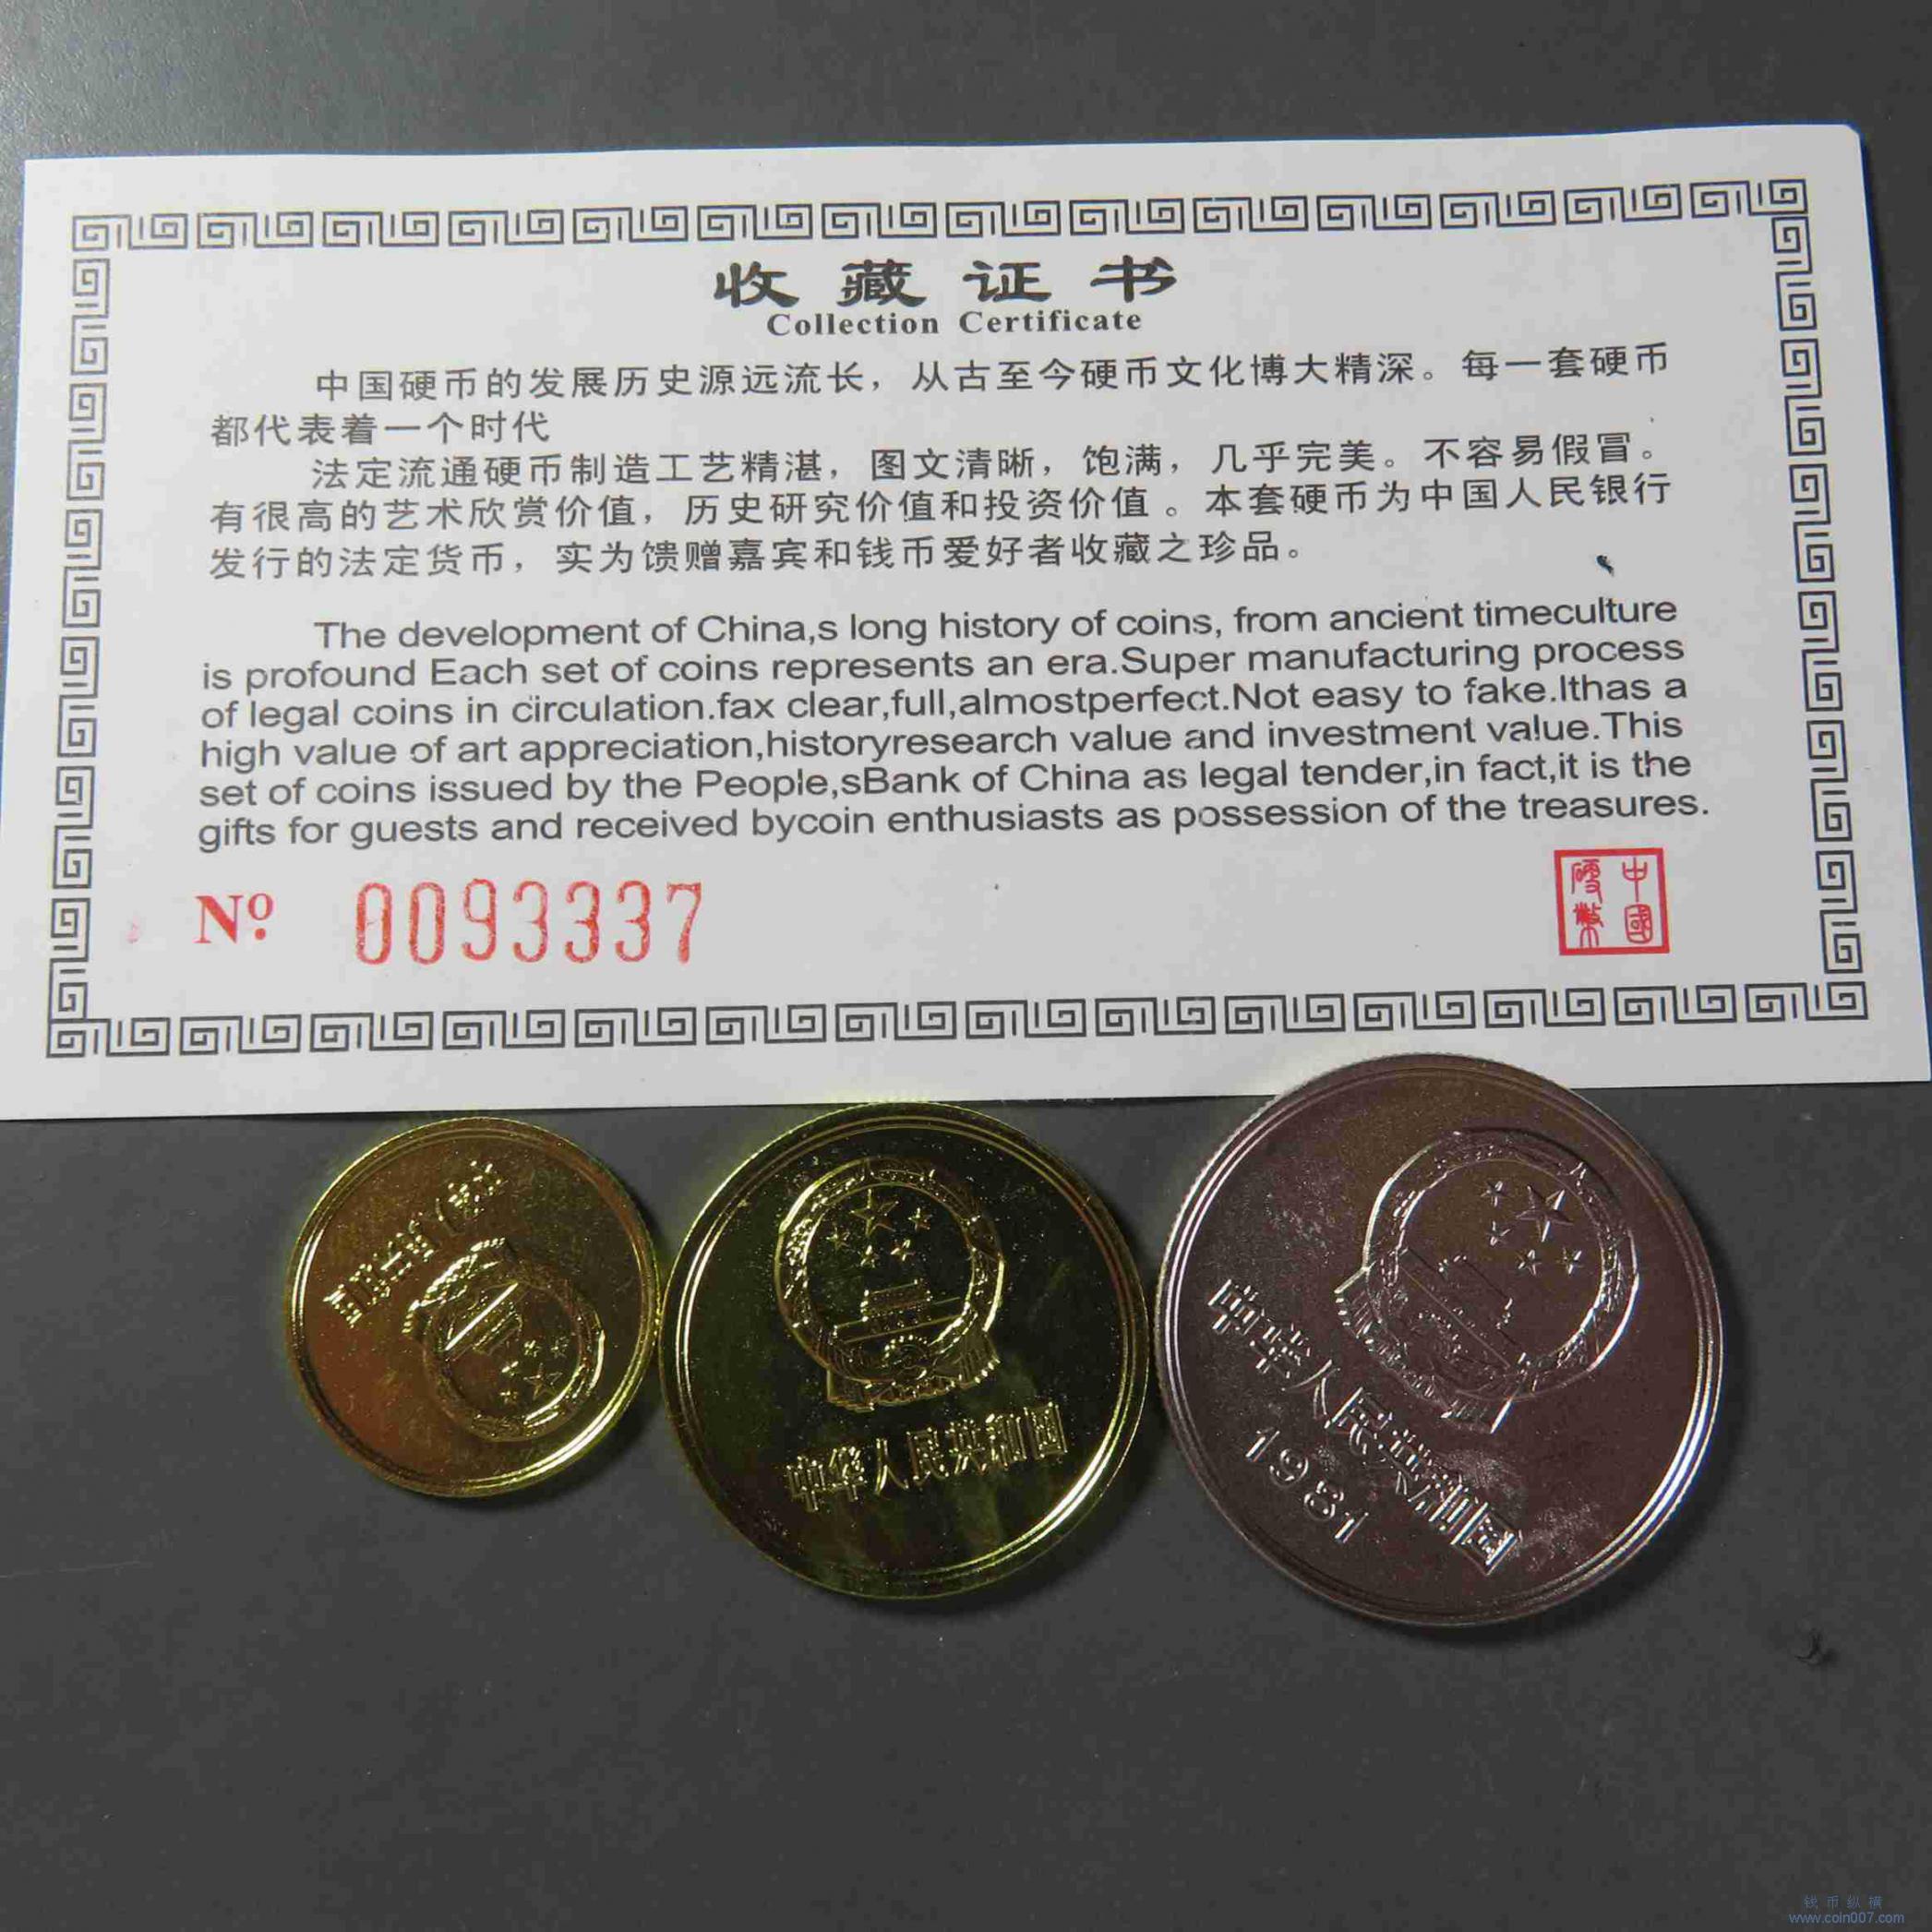 收藏证书
Collection Certificate
中国硬币的发展历史源远流长，从古至今硬币文化博大精深。每一套硬币
都代表着一个时代
法定流通硬币制造工艺精湛，图文清晰，饱满，几乎完美。不容易假冒。
有很高的艺术欣赏价值，历史研究价值和投资价值。本套硬币为中国人民银行
发行的法定货币，实为馈赠嘉宾和钱币爱好者收藏之珍品。
The development of China,s long history of coins, from ancient timeculture
is profound Each set of coins represents an era.Super manufacturing process
of legal coins in circulation.fax clear,full,almostperfect.Not easy to fake.Ithas a
high value of art appreciation,historyresearch value and investment value.This
set of coins issued by the People,sBank of China as legal tender,in fact,it is the
gifts for guests and received bycoin enthusiasts as possession of the treasures.
Nº. 0093337
中國
硬幣
中华人民共和国
中华人民共和国
中华人民共和国
1981
钱币纵横
www.coin007.com